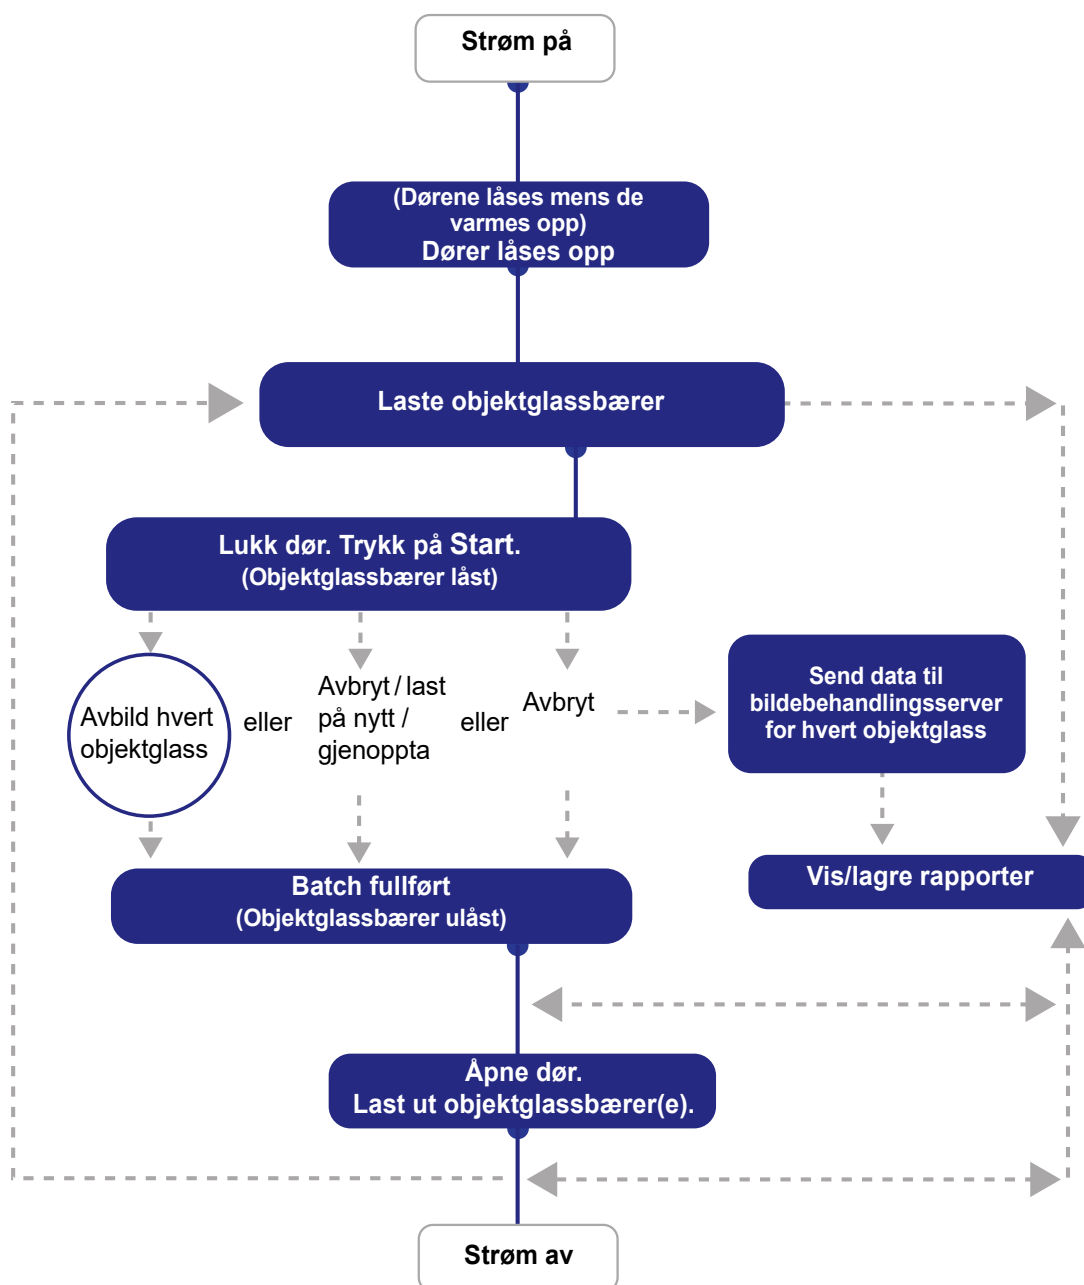 Strøm på
(Dørene låses mens de
varmes opp)
Dører låses opp
Laste objektglassbærer
Lukk dør. Trykk på Start.
(Objektglassbærer låst)
Avbild hvert
objektglass
eller
Avbryt / last
på nytt /
gjenoppta
eller
Avbryt
Send data til
bildebehandlingsserver
for hvert objektglass
Batch fullført
(Objektglassbærer ulåst)
Vis/lagre rapporter
Åpne dør.
Last ut objektglassbærer(e).
Strøm av